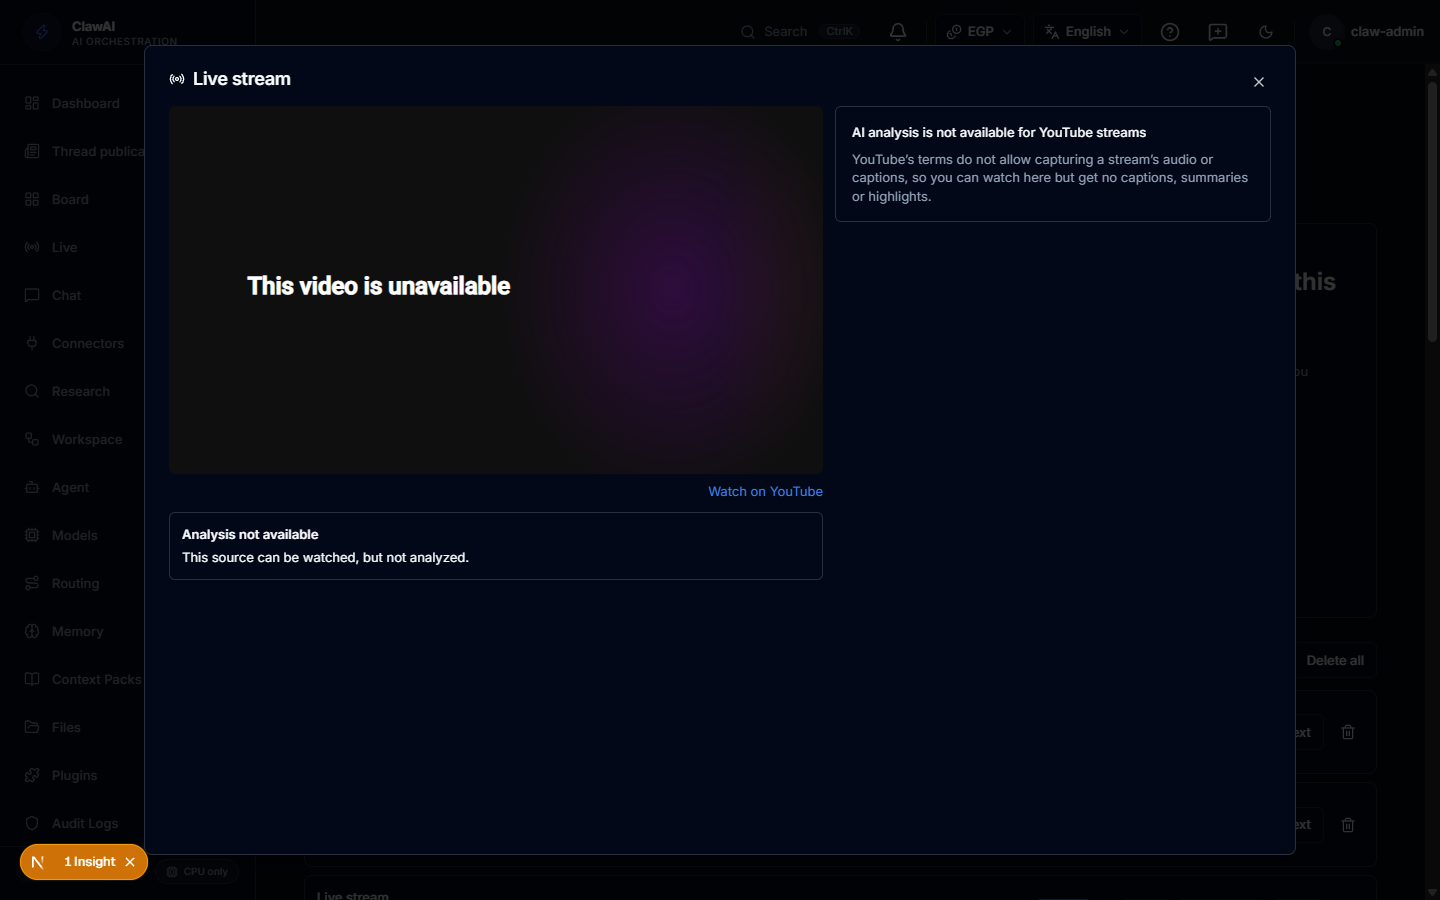 ClawAI
AI ORCHESTRATION
Search CtrlK
EGP
English
C claw-admin
Live stream
Dashboard
Thread publica
Board
Live
Chat
Connectors
Research
Workspace
Agent
Models
Routing
Memory
Context Packs
Files
Plugins
Audit Logs
1 Insight
CPU only
This video is unavailable
Watch on YouTube
Analysis not available
This source can be watched, but not analyzed.
AI analysis is not available for YouTube streams
YouTube’s terms do not allow capturing a stream’s audio or
captions, so you can watch here but get no captions, summaries
or highlights.
this
ou
Delete all
ext
ext
Live stream